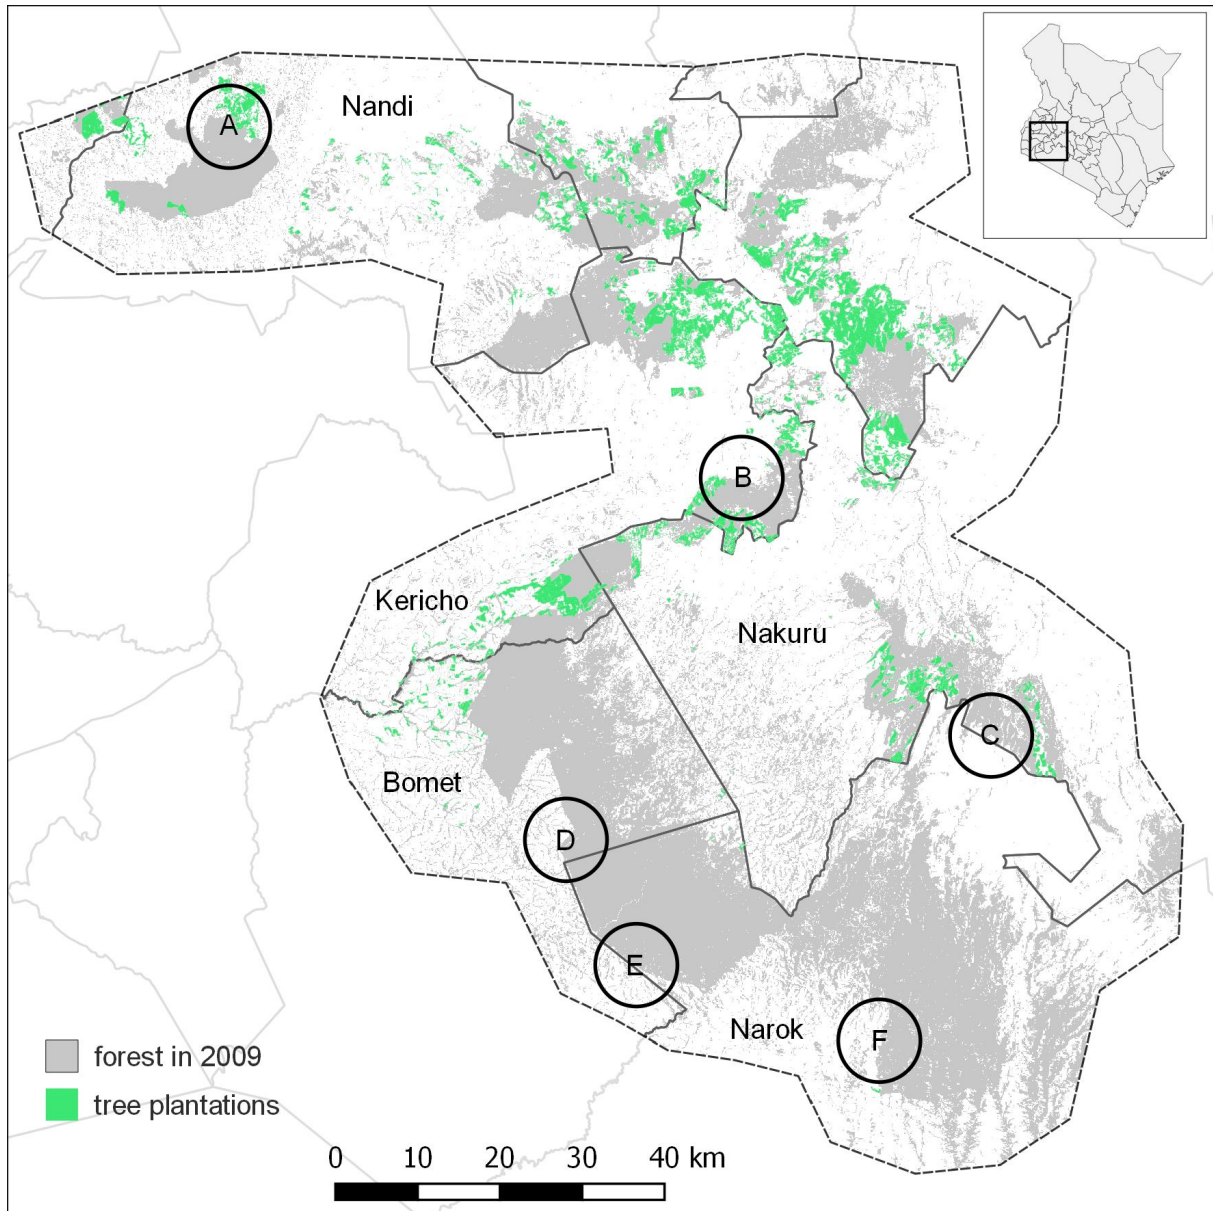 Nandi
A
B
Kericho
Nakuru
C
Bomet
D
E
Narok
F
forest in 2009
tree plantations
0 10 20 30 40 km